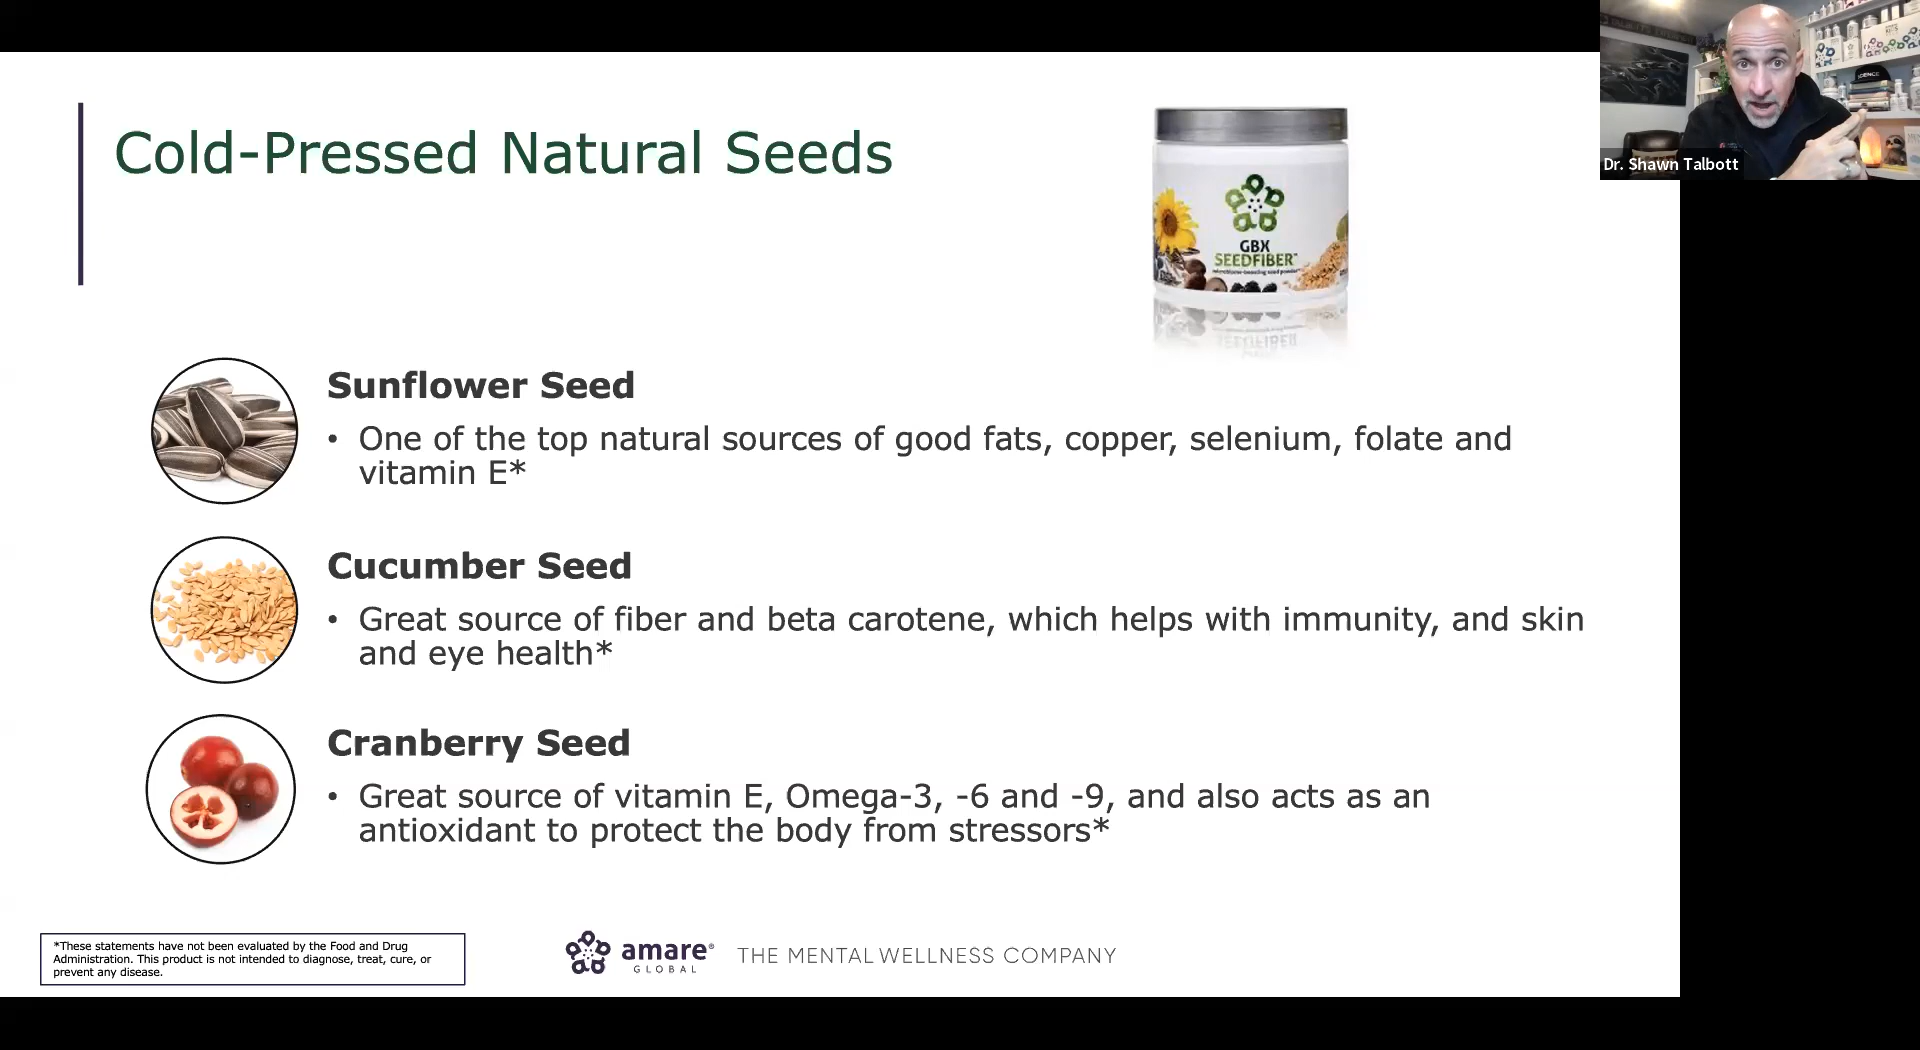 Cold-Pressed Natural Seeds
GBX
SEEDFIBER™
Dr. Shawn Talbott
Sunflower Seed
• One of the top natural sources of good fats, copper, selenium, folate and
vitamin E*
Cucumber Seed
• Great source of fiber and beta carotene, which helps with immunity, and skin
and eye health*
Cranberry Seed
• Great source of vitamin E, Omega-3, -6 and -9, and also acts as an
antioxidant to protect the body from stressors*
*These statements have not been evaluated by the Food and Drug
Administration. This product is not intended to diagnose, treat, cure, or
prevent any disease.
amare®
GLOBAL
THE MENTAL WELLNESS COMPANY